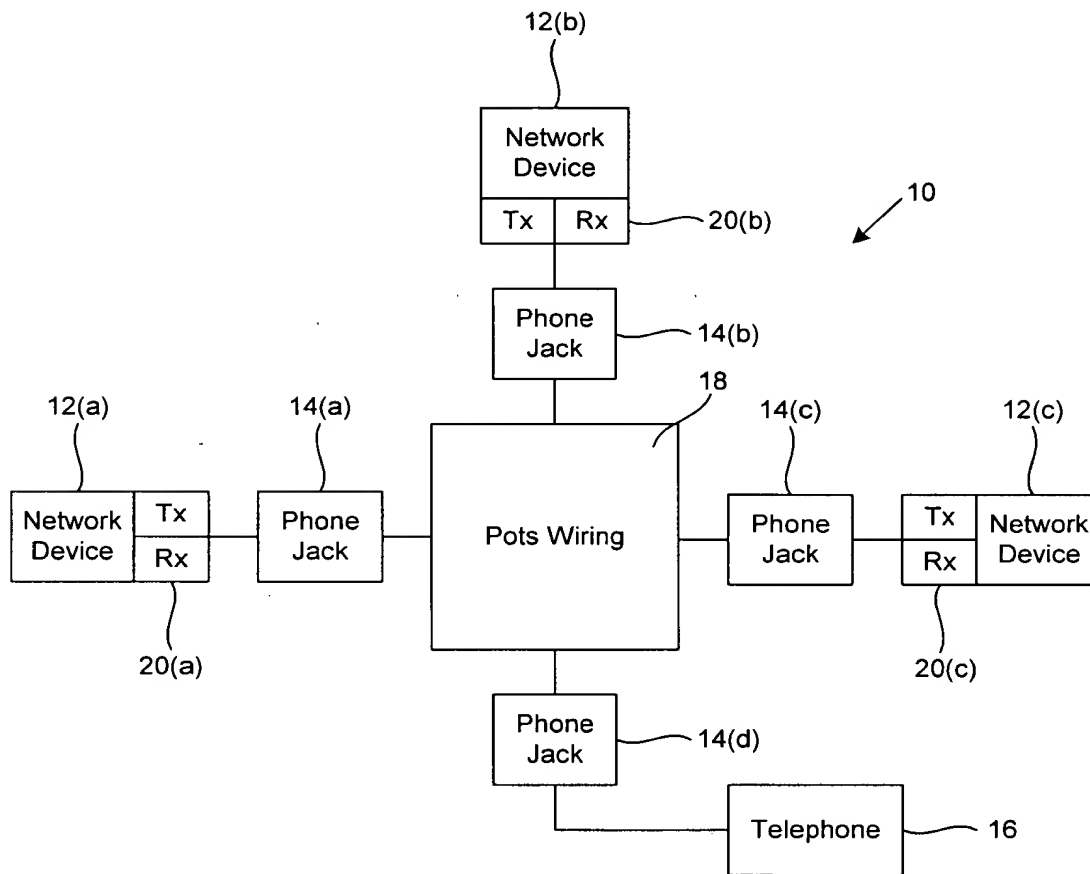 12(b)
Network
Device
Tx Rx
20(b)
10
Phone
Jack
14(b)
18
12(a)
14(a)
14(c)
12(c)
Network
Device
Tx
Rx
Phone
Jack
Pots Wiring
Phone
Jack
Tx
Rx
Network
Device
20(a)
20(c)
Phone
Jack
14(d)
Telephone
16